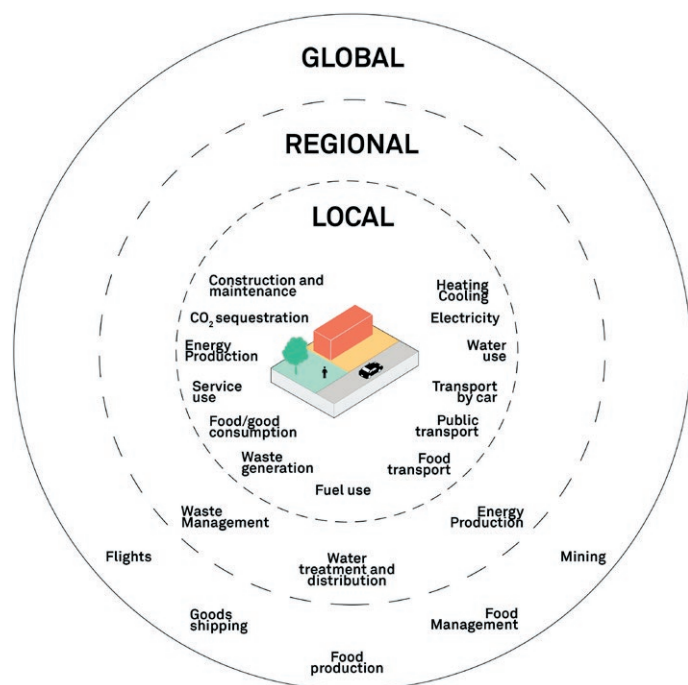 GLOBAL
REGIONAL
LOCAL
Construction and
maintenance
CO₂ sequestration
Energy
Production
Service
use
Food/good
consumption
Waste
generation
Fuel use
Heating
Cooling
Electricity
Water
use
Transport
by car
Public
transport
Food
transport
Waste
Management
Water
treatment and
distribution
Energy
Production
Flights
Goods
shipping
Food
production
Food
Management
Mining